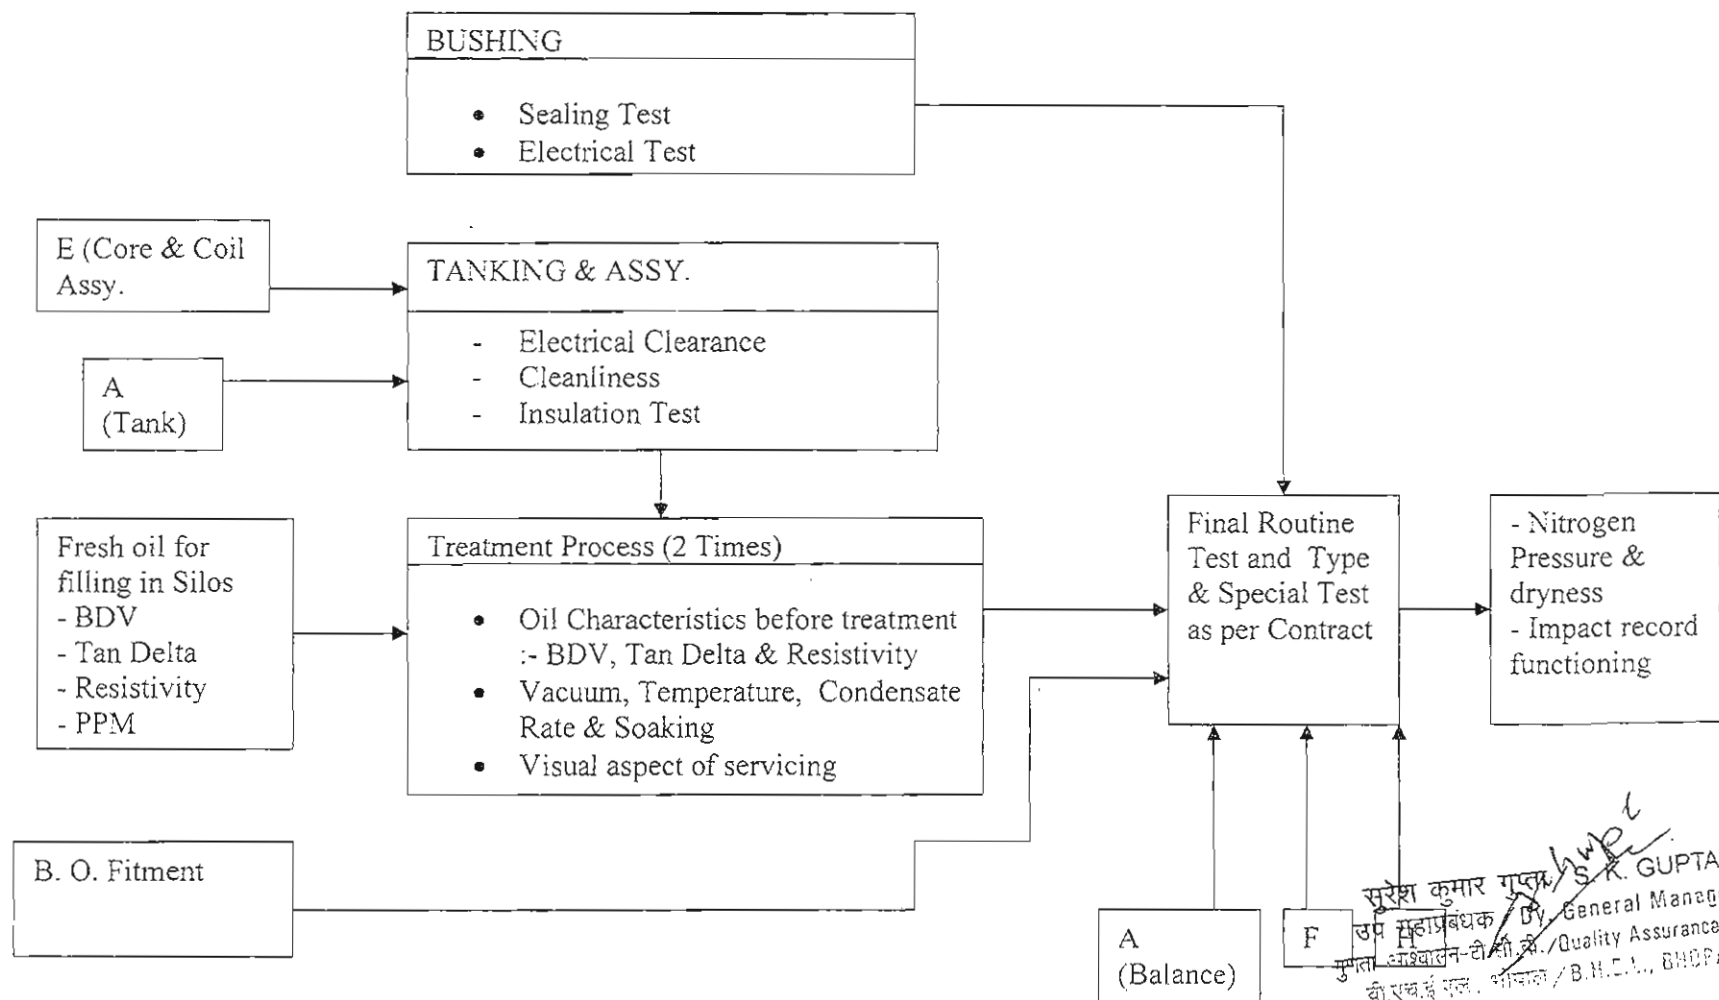 BUSHING
• Sealing Test
• Electrical Test
E (Core & Coil
Assy.
TANKING & ASSY.
- Electrical Clearance
- Cleanliness
- Insulation Test
A
(Tank)
Fresh oil for
filling in Silos
- BDV
- Tan Delta
- Resistivity
- PPM
Treatment Process (2 Times)
• Oil Characteristics before treatment
:- BDV, Tan Delta & Resistivity
• Vacuum, Temperature, Condensate
Rate & Soaking
• Visual aspect of servicing
Final Routine
Test and Type
& Special Test
as per Contract
- Nitrogen
Pressure &
dryness
- Impact record
functioning
B. O. Fitment
A
(Balance)
F
H
सुरेश कुमार गुप्ता / S. K. GUPTA
उप महाप्रबंधक / Dy. General Manag
/ Quality Assurance
भोपाल / B.H.E.L., BHOPA